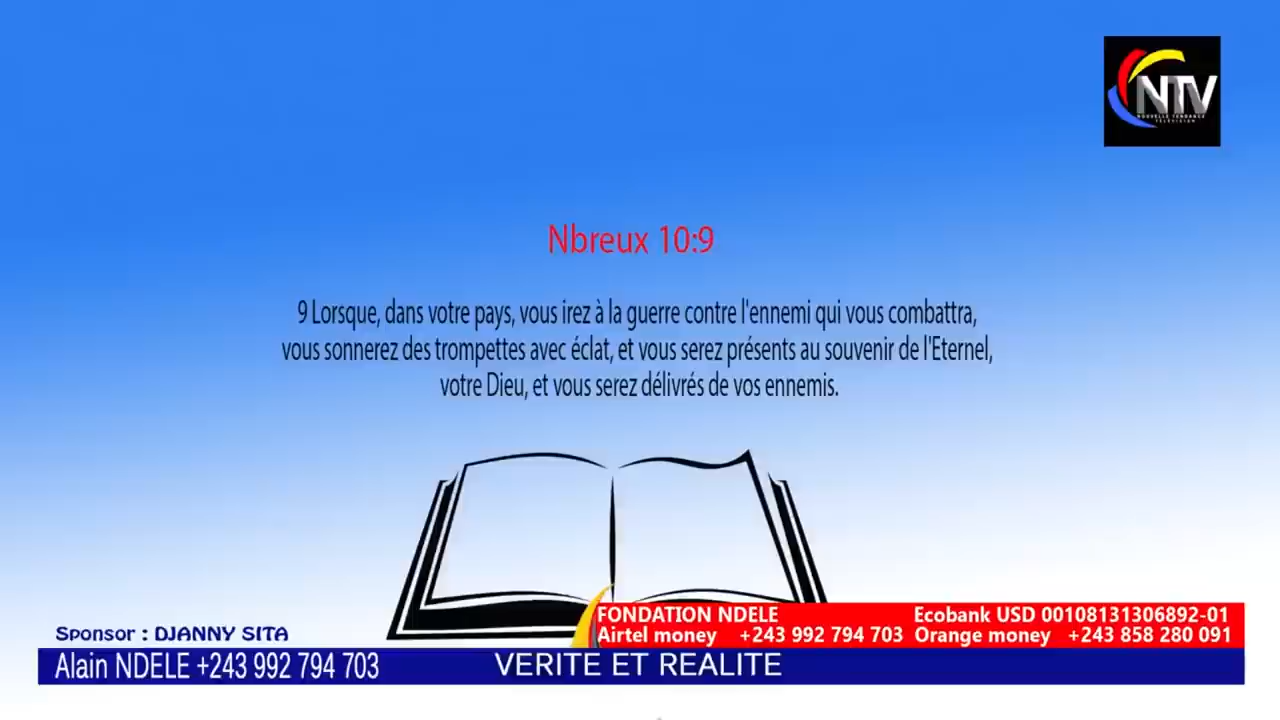 NTV
NOUVELLE TENDANCE
TELEVISION
Nbreux 10:9
9 Lorsque, dans votre pays, vous irez à la guerre contre l'ennemi qui vous combattra,
vous sonnerez des trompettes avec éclat, et vous serez présents au souvenir de l'Eternel,
votre Dieu, et vous serez délivrés de vos ennemis.
FONDATION NDELE Ecobank USD 00108131306892-01
Airtel money +243 992 794 703 Orange money +243 858 280 091
Sponsor : DJANNY SITA
Alain NDELE +243 992 794 703 VERITE ET REALITE